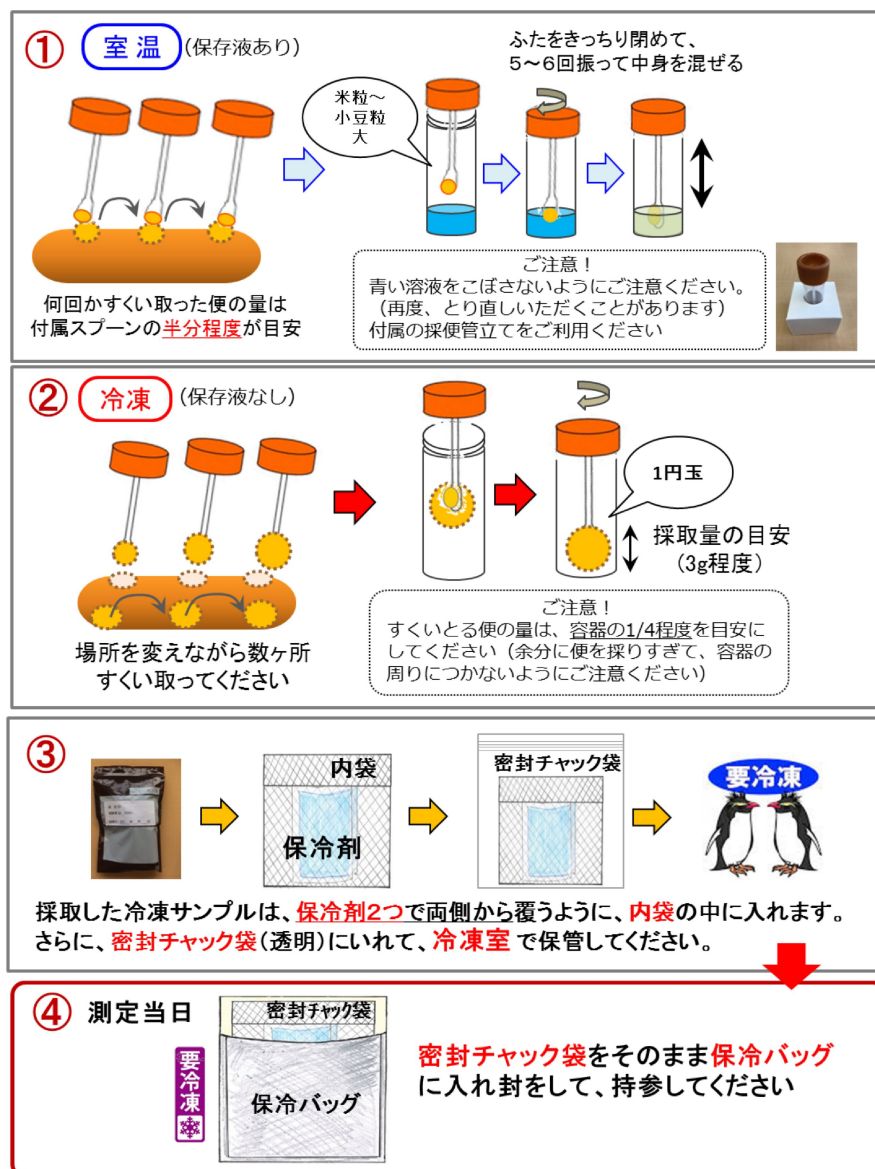 ① 室温 (保存液あり)
ふたをきっちり閉めて、
5～6回振って中身を混ぜる
米粒～
小豆粒
大
何回かすくい取った便の量は
付属スプーンの半分程度が目安
ご注意！
青い溶液をこぼさないようにご注意ください。
（再度、とり直しいただくことがあります）
付属の採便管立てをご利用ください
② 冷凍 (保存液なし)
1円玉
採取量の目安
(3g程度)
場所を変えながら数ヶ所
すくい取ってください
ご注意！
すくいとる便の量は、容器の1/4程度を目安に
してください（余分に便を採りすぎて、容器の
周りにつかないようにご注意ください）
③
内袋
保冷剤
密封チャック袋
要冷凍
採取した冷凍サンプルは、保冷剤2つで両側から覆うように、内袋の中に入れます。
さらに、密封チャック袋(透明)にいれて、冷凍室で保管してください。
④ 測定当日
密封チャック袋
要冷凍
保冷バッグ
密封チャック袋をそのまま保冷バッグ
に入れ封をして、持参してください